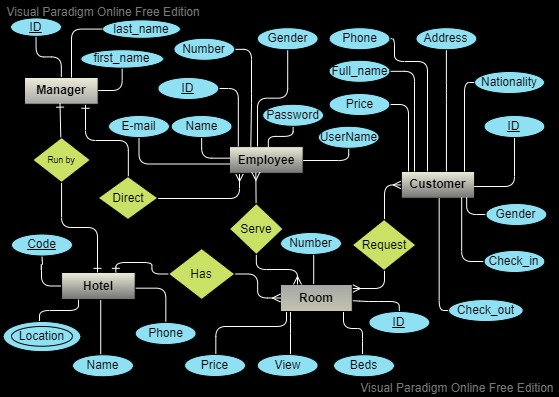 Visual Paradigm Online Free Edition
ID
last_name
first_name
Manager
Number
Gender
ID
E-mail
Name
Password
UserName
Employee
Phone
Address
Full_name
Nationality
Price
ID
Customer
Gender
Check_in
Check_out
Run by
Direct
Serve
Request
Code
Has
Number
Hotel
Room
Location
Phone
Name
ID
Price
View
Beds
Visual Paradigm Online Free Edition